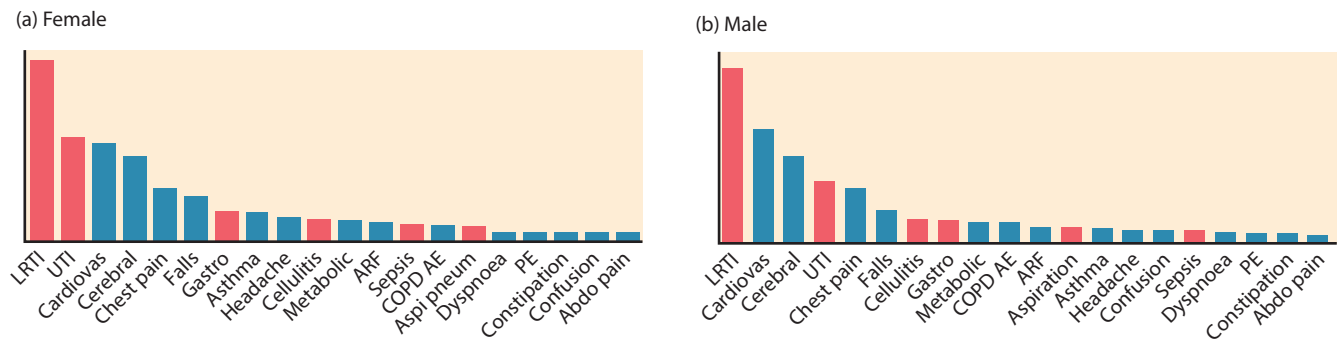 (a) Female
LRTI
UTI
Cardiovas
Cerebral
Chest pain
Falls
Gastro
Asthma
Headache
Cellulitis
Metabolic
ARF
Sepsis
COPD AE
Aspi pneum
Dyspnoea
PE
Constipation
Confusion
Abdo pain
(b) Male
LRTI
Cardiovas
Cerebral
UTI
Chest pain
Falls
Cellulitis
Gastro
Metabolic
COPD AE
ARF
Aspiration
Asthma
Headache
Confusion
Sepsis
Dyspnoea
PE
Constipation
Abdo pain